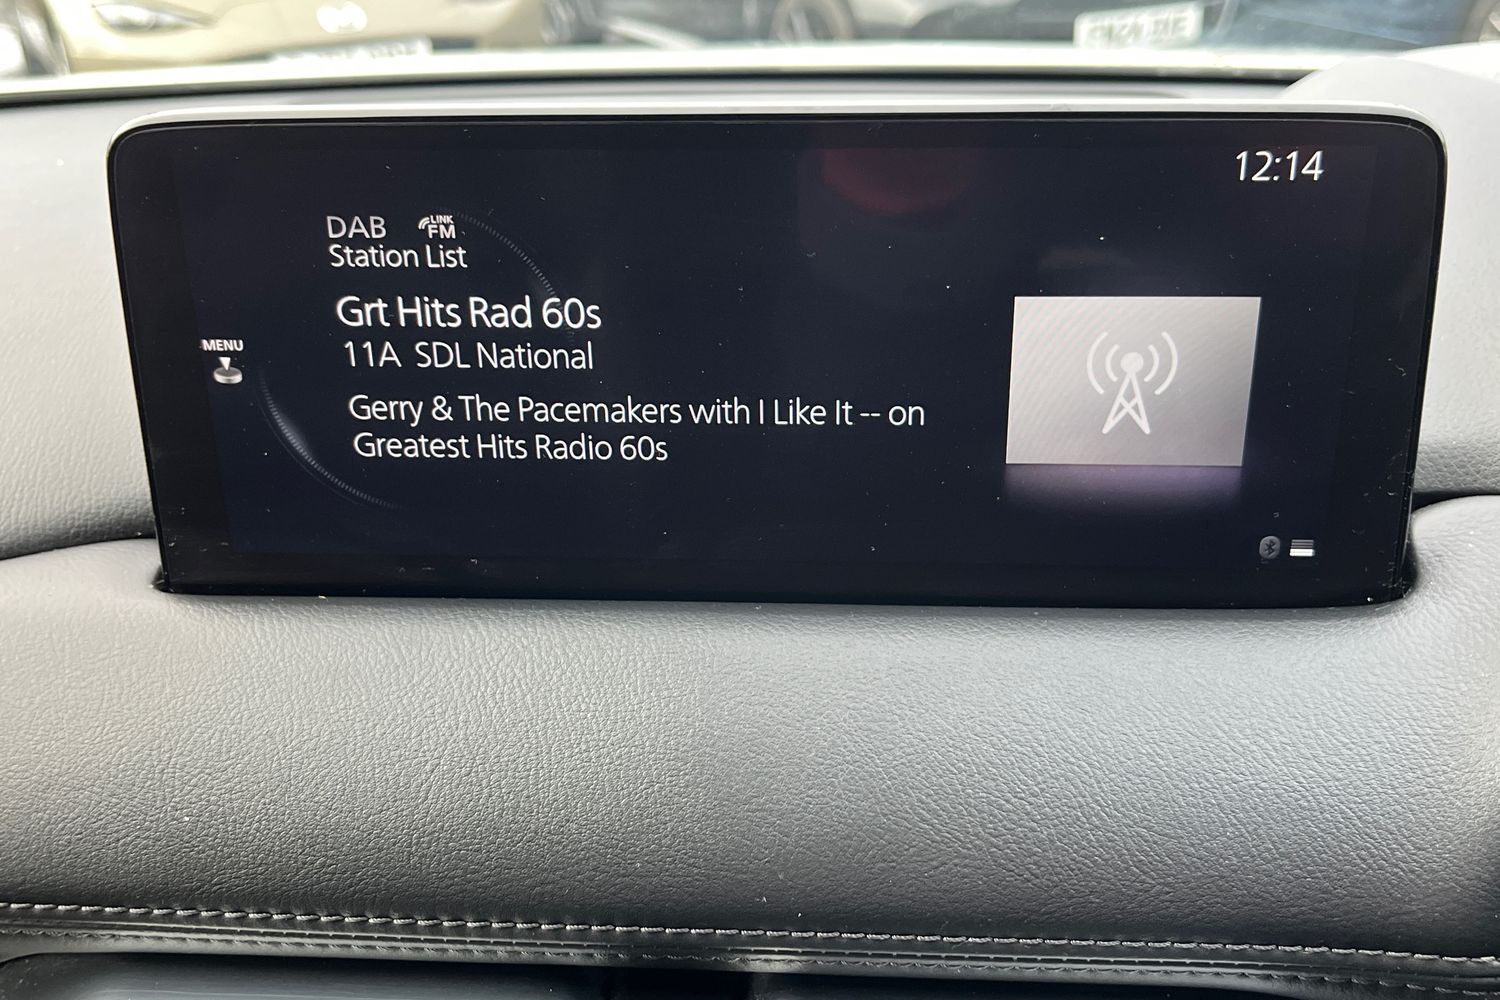 12:14
DAB LINK FM
Station List
Grt Hits Rad 60s
MENU
11A SDL National
Gerry & The Pacemakers with I Like It -- on
Greatest Hits Radio 60s